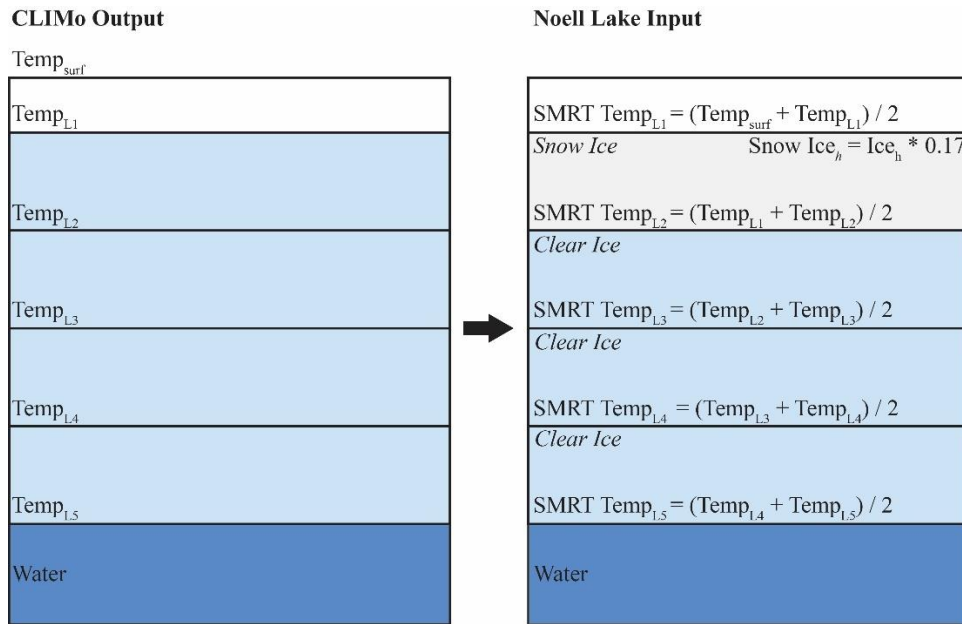 CLIMo Output
Temp_surf
Temp_L1
Temp_L2
Temp_L3
Temp_L4
Temp_L5
Water
Noell Lake Input
SMRT Temp_L1 = (Temp_surf + Temp_L1) / 2
Snow Ice Snow Ice_h = Ice_h * 0.17
SMRT Temp_L2 = (Temp_L1 + Temp_L2) / 2
Clear Ice
SMRT Temp_L3 = (Temp_L2 + Temp_L3) / 2
Clear Ice
SMRT Temp_L4 = (Temp_L3 + Temp_L4) / 2
Clear Ice
SMRT Temp_L5 = (Temp_L4 + Temp_L5) / 2
Water